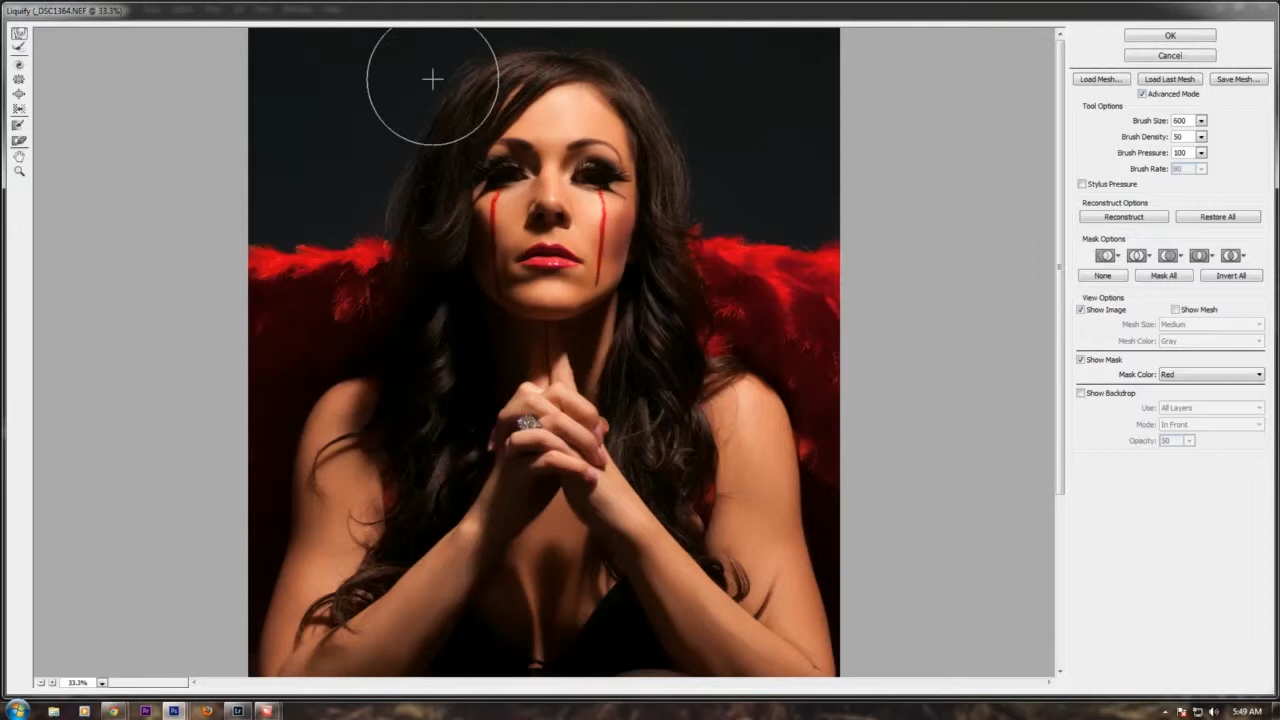 Liquify (_DSC1364.NEF @ 33.3%)
OK
Cancel
Load Mesh...
Load Last Mesh
Save Mesh...
Advanced Mode
Tool Options
Brush Size: 600
Brush Density: 50
Brush Pressure: 100
Brush Rate: 80
Stylus Pressure
Reconstruct Options
Reconstruct
Restore All
Mask Options
None
Mask All
Invert All
View Options
Show Image
Show Mesh
Mesh Size: Medium
Mesh Color: Gray
Show Mask
Mask Color: Red
Show Backdrop
Use: All Layers
Mode: In Front
Opacity: 50
33.3%
Pr
Ps
Lr
5:49 AM